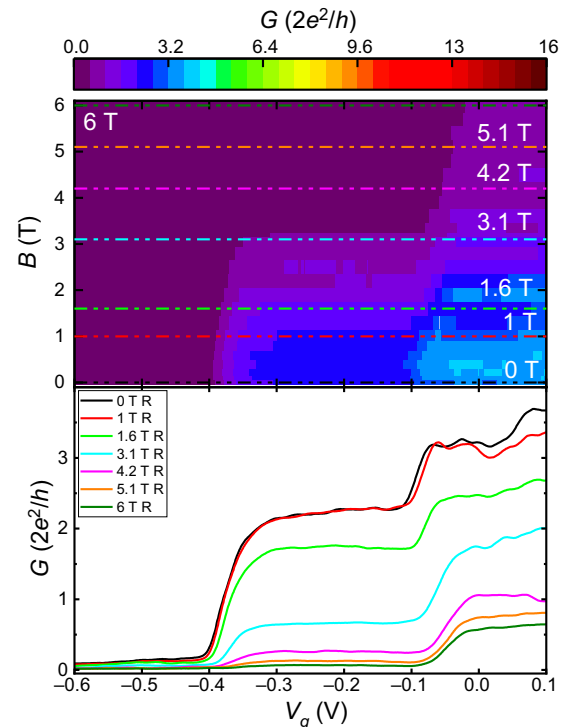 G (2e²/h)
0.0 3.2 6.4 9.6 13 16
6
5
4
3
2
1
0
B (T)
6 T
5.1 T
4.2 T
3.1 T
1.6 T
1 T
0 T
0 T R
1 T R
1.6 T R
3.1 T R
4.2 T R
5.1 T R
6 T R
3
2
1
0
G (2e²/h)
−0.6 −0.5 −0.4 −0.3 −0.2 −0.1 0.0 0.1
Vg (V)